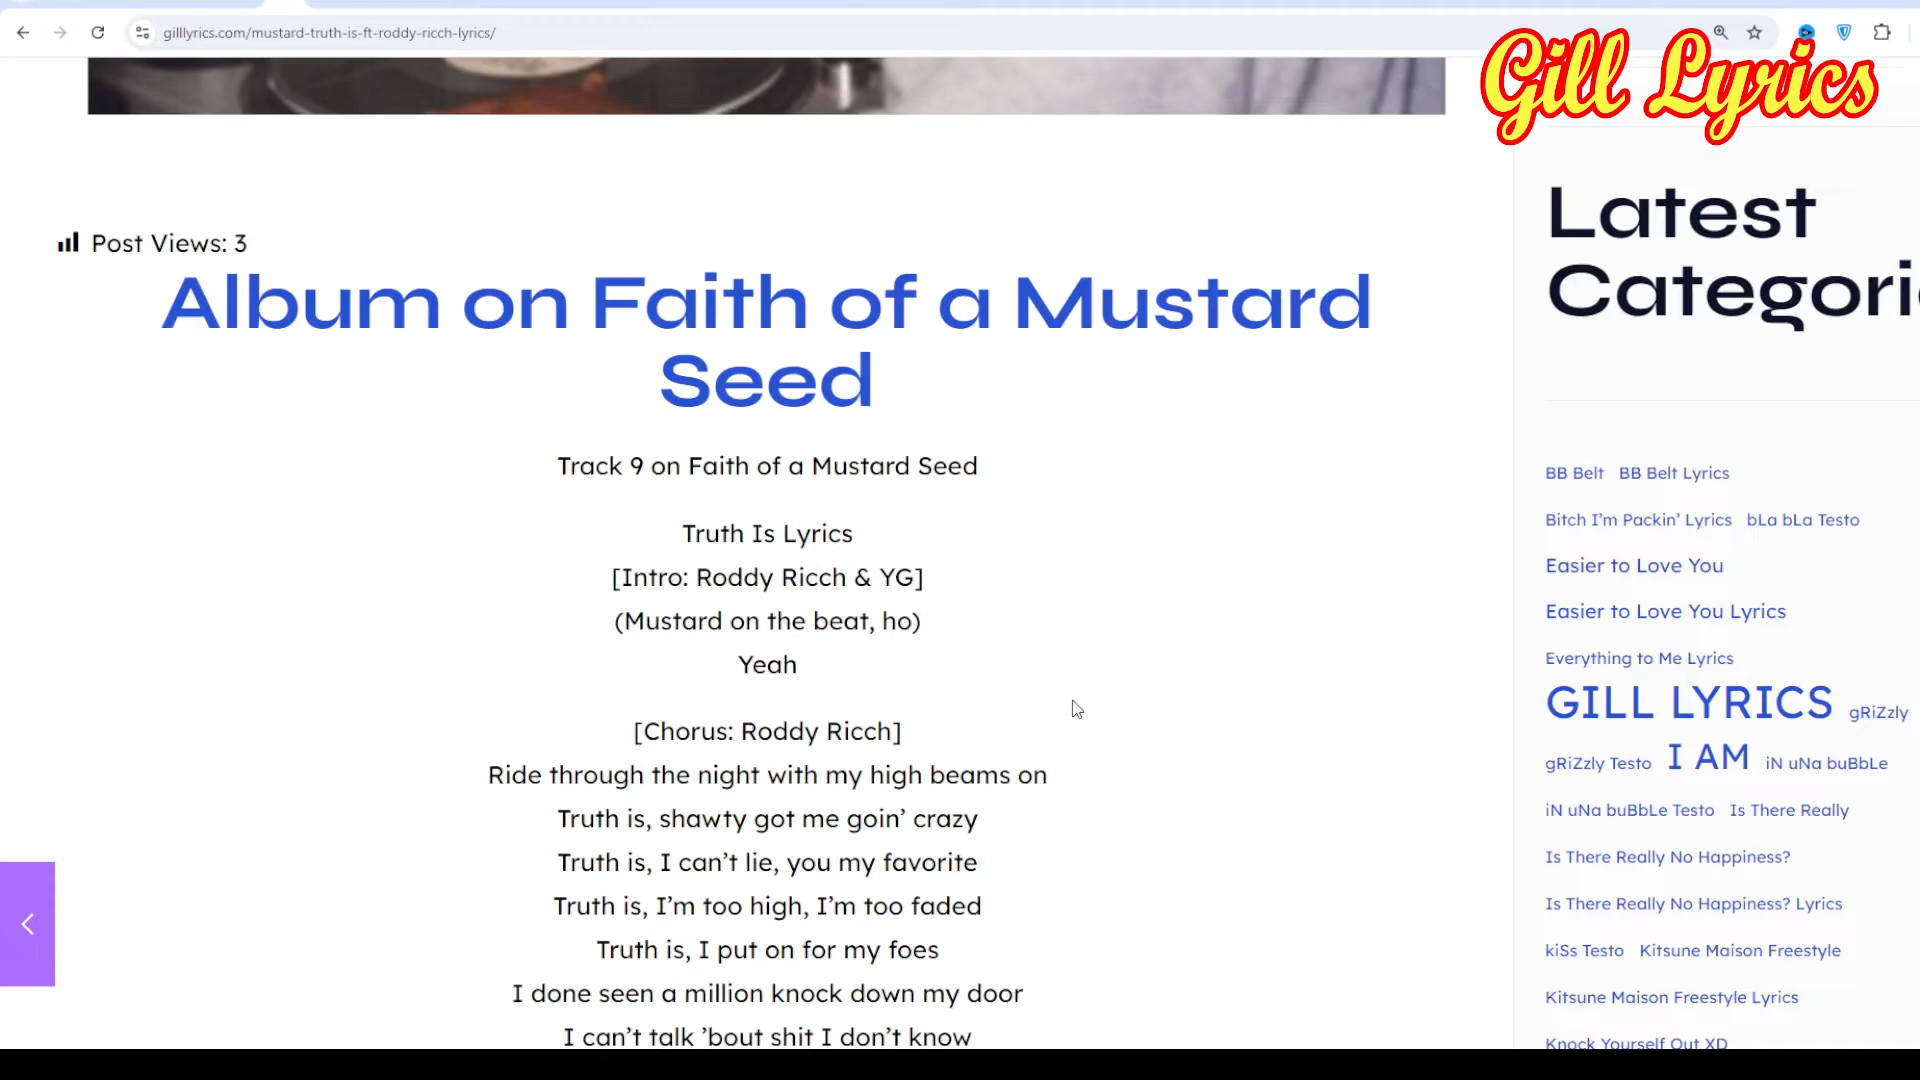 gilllyrics.com/mustard-truth-is-ft-roddy-ricch-lyrics/
Gill Lyrics
Post Views: 3
Album on Faith of a Mustard
Seed
Track 9 on Faith of a Mustard Seed
Truth Is Lyrics
[Intro: Roddy Ricch & YG]
(Mustard on the beat, ho)
Yeah
[Chorus: Roddy Ricch]
Ride through the night with my high beams on
Truth is, shawty got me goin’ crazy
Truth is, I can’t lie, you my favorite
Truth is, I’m too high, I’m too faded
Truth is, I put on for my foes
I done seen a million knock down my door
I can’t talk ’bout shit I don’t know
Latest
Categori
BB Belt BB Belt Lyrics
Bitch I’m Packin’ Lyrics bLa bLa Testo
Easier to Love You
Easier to Love You Lyrics
Everything to Me Lyrics
GILL LYRICS gRiZzly
gRiZzly Testo I AM iN uNa buBbLe
iN uNa buBbLe Testo Is There Really
Is There Really No Happiness?
Is There Really No Happiness? Lyrics
kiSs Testo Kitsune Maison Freestyle
Kitsune Maison Freestyle Lyrics
Knock Yourself Out XD